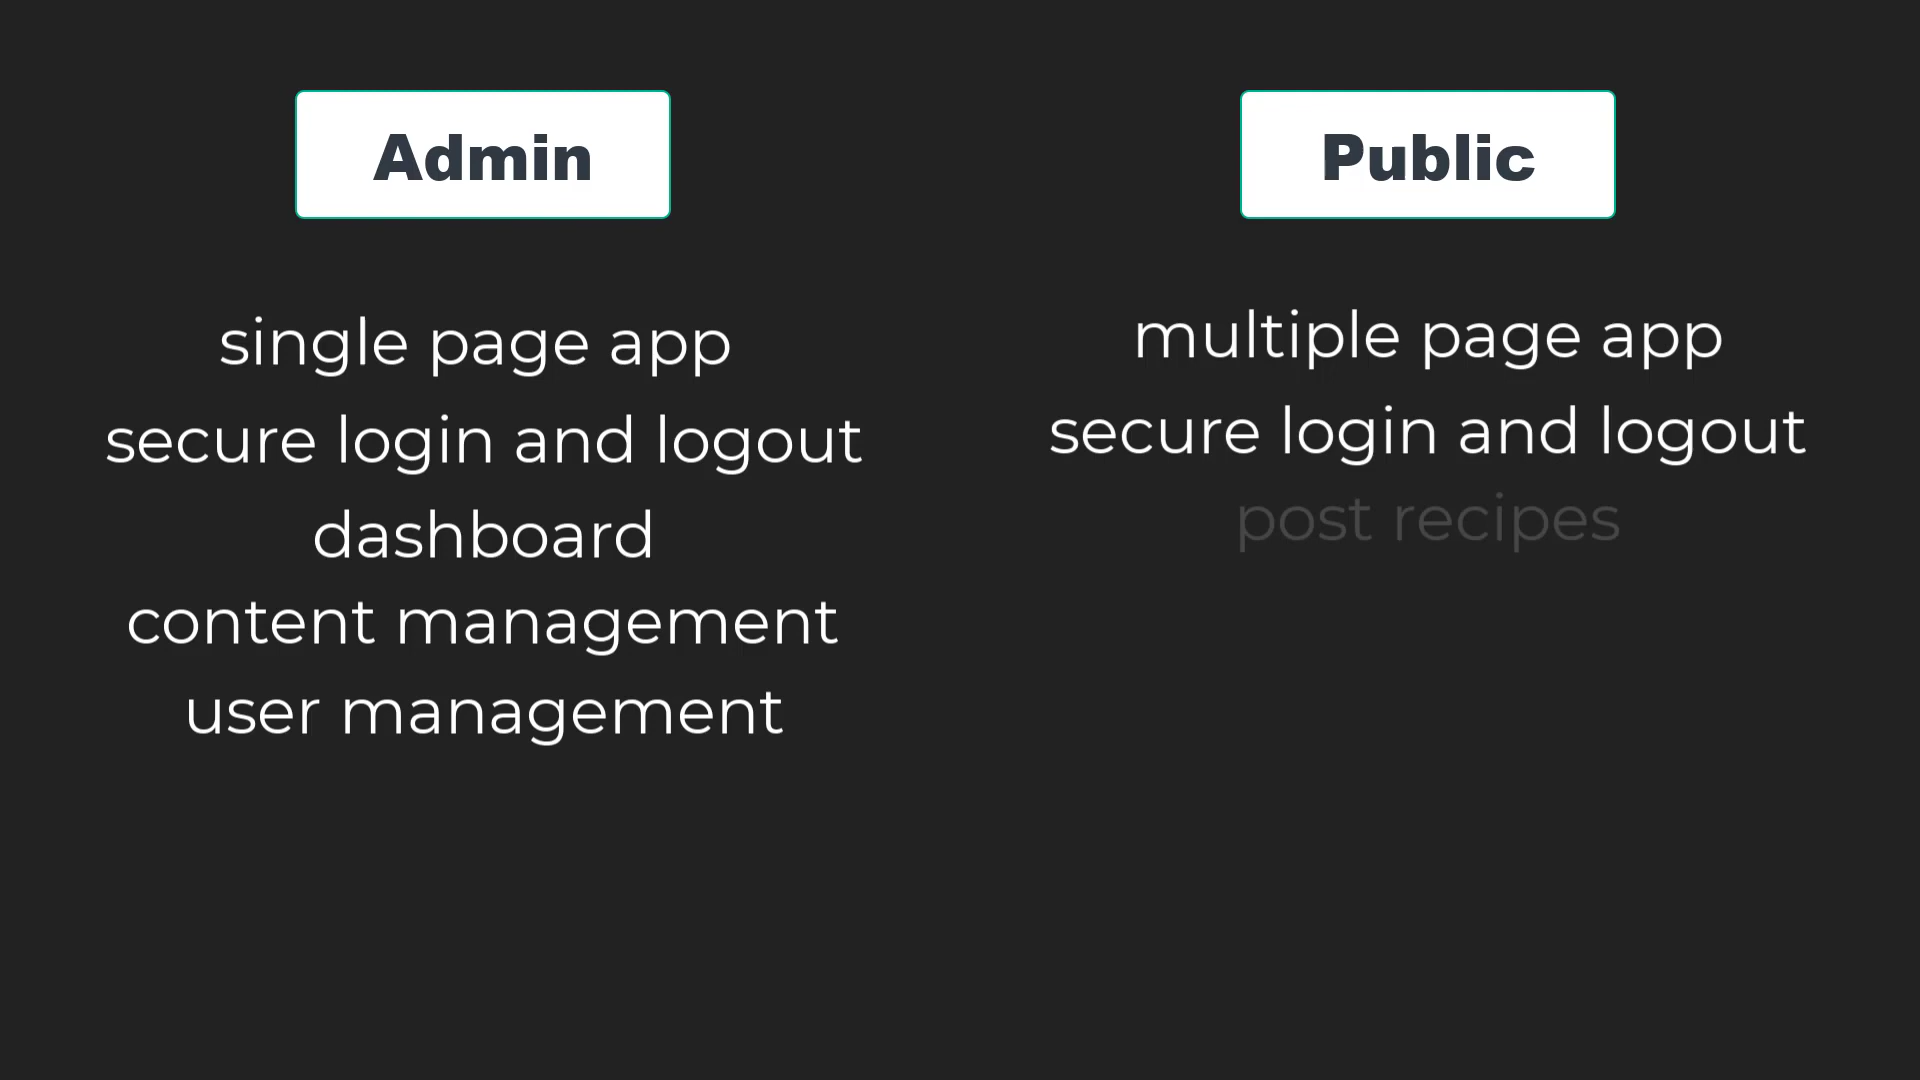 Admin
single page app
secure login and logout
dashboard
content management
user management
Public
multiple page app
secure login and logout
post recipes